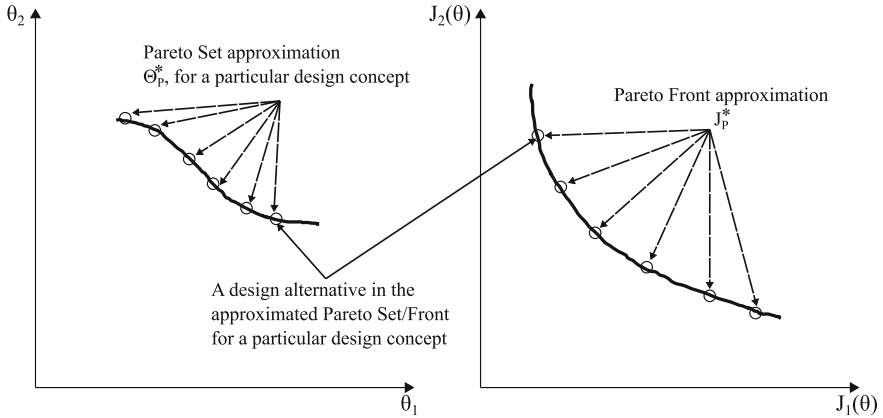 θ₂
Pareto Set approximation
Θ*ₚ, for a particular design concept
A design alternative in the
approximated Pareto Set/Front
for a particular design concept
θ₁
J₂(θ)
Pareto Front approximation
J*ₚ
J₁(θ)